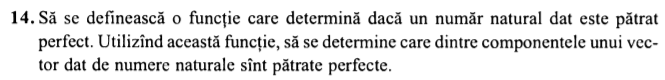 14. Să se definească o funcție care determină dacă un număr natural dat este pătrat
perfect. Utilizînd această funcție, să se determine care dintre componentele unui vec-
tor dat de numere naturale sînt pătrate perfecte.